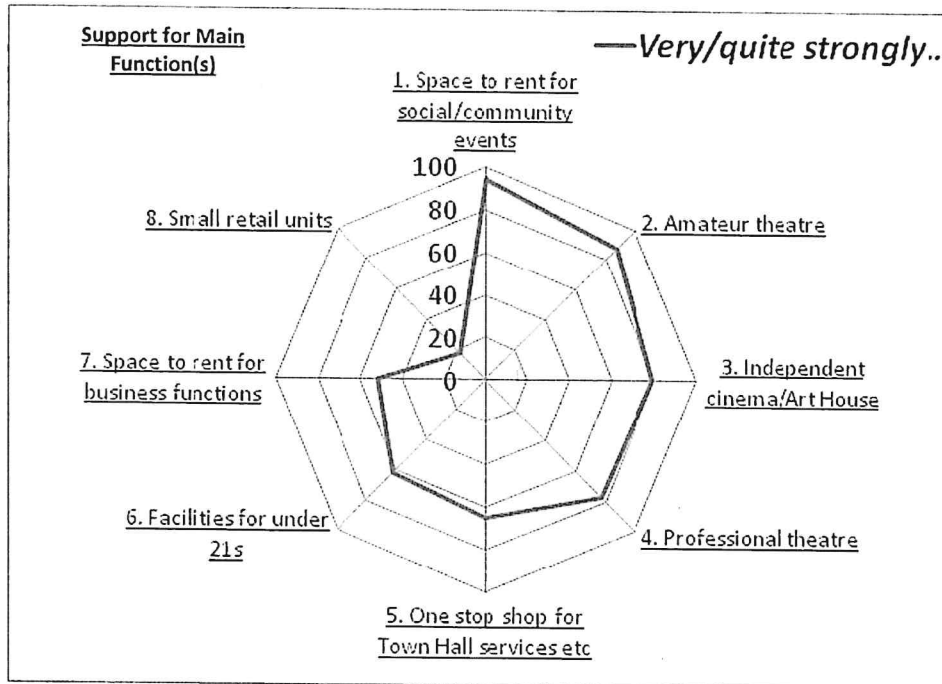 Support for Main
Function(s)
Very/quite strongly..
1. Space to rent for
social/community
events
100
80
60
40
20
0
2. Amateur theatre
3. Independent
cinema/Art House
4. Professional theatre
5. One stop shop for
Town Hall services etc
6. Facilities for under
21s
7. Space to rent for
business functions
8. Small retail units